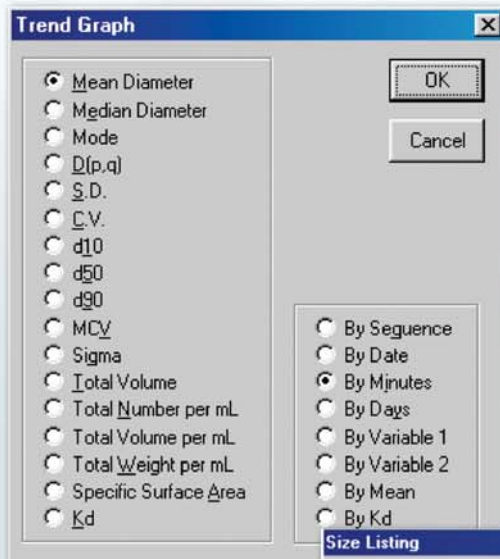 Trend Graph
Mean Diameter
Median Diameter
Mode
D(p,q)
S.D.
C.V.
d10
d50
d90
MCV
Sigma
Total Volume
Total Number per mL
Total Volume per mL
Total Weight per mL
Specific Surface Area
Kd
OK
Cancel
By Sequence
By Date
By Minutes
By Days
By Variable 1
By Variable 2
By Mean
By Kd
Size Listing